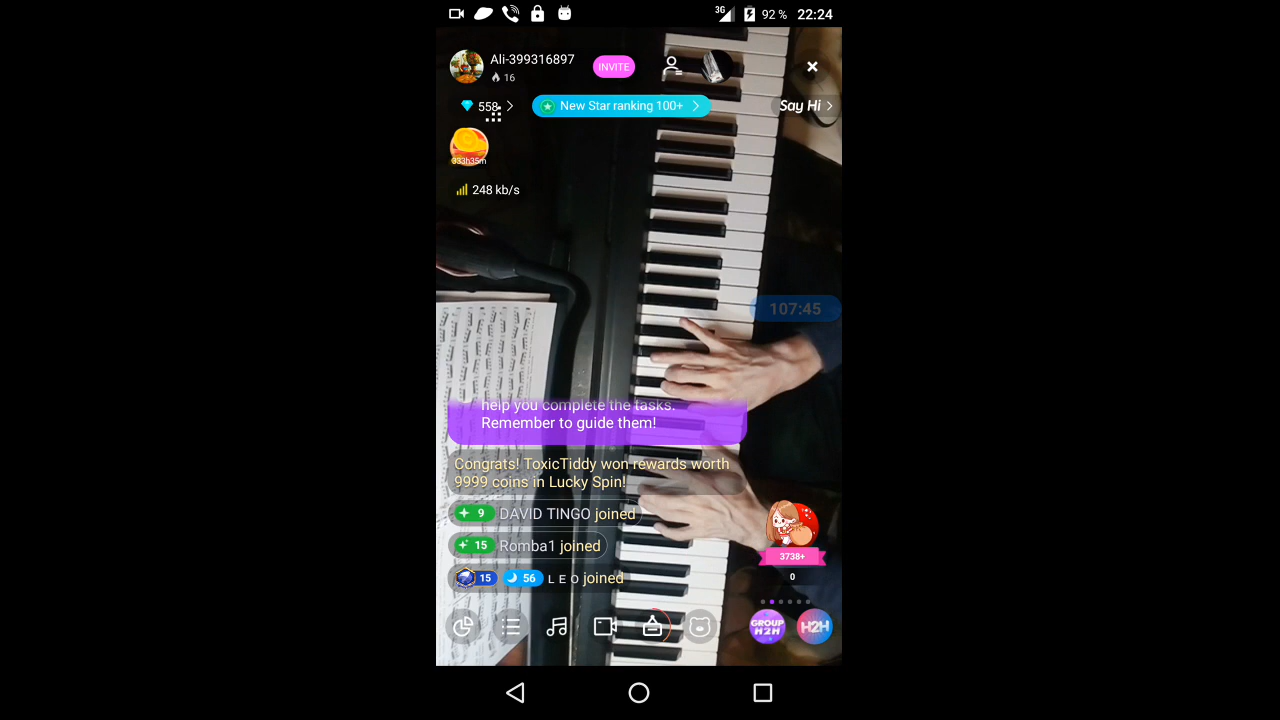 3G 92 % 22:24
Ali-399316897
16
INVITE
558
New Star ranking 100+
Say Hi
333h35m
248 kb/s
107:45
help you complete the tasks.
Remember to guide them!
Congrats! ToxicTiddy won rewards worth
9999 coins in Lucky Spin!
9 DAVID TINGO joined
15 Romba1 joined
15 56 ʟ ᴇ ᴏ joined
3738+
0
GROUP
H2H
H2H